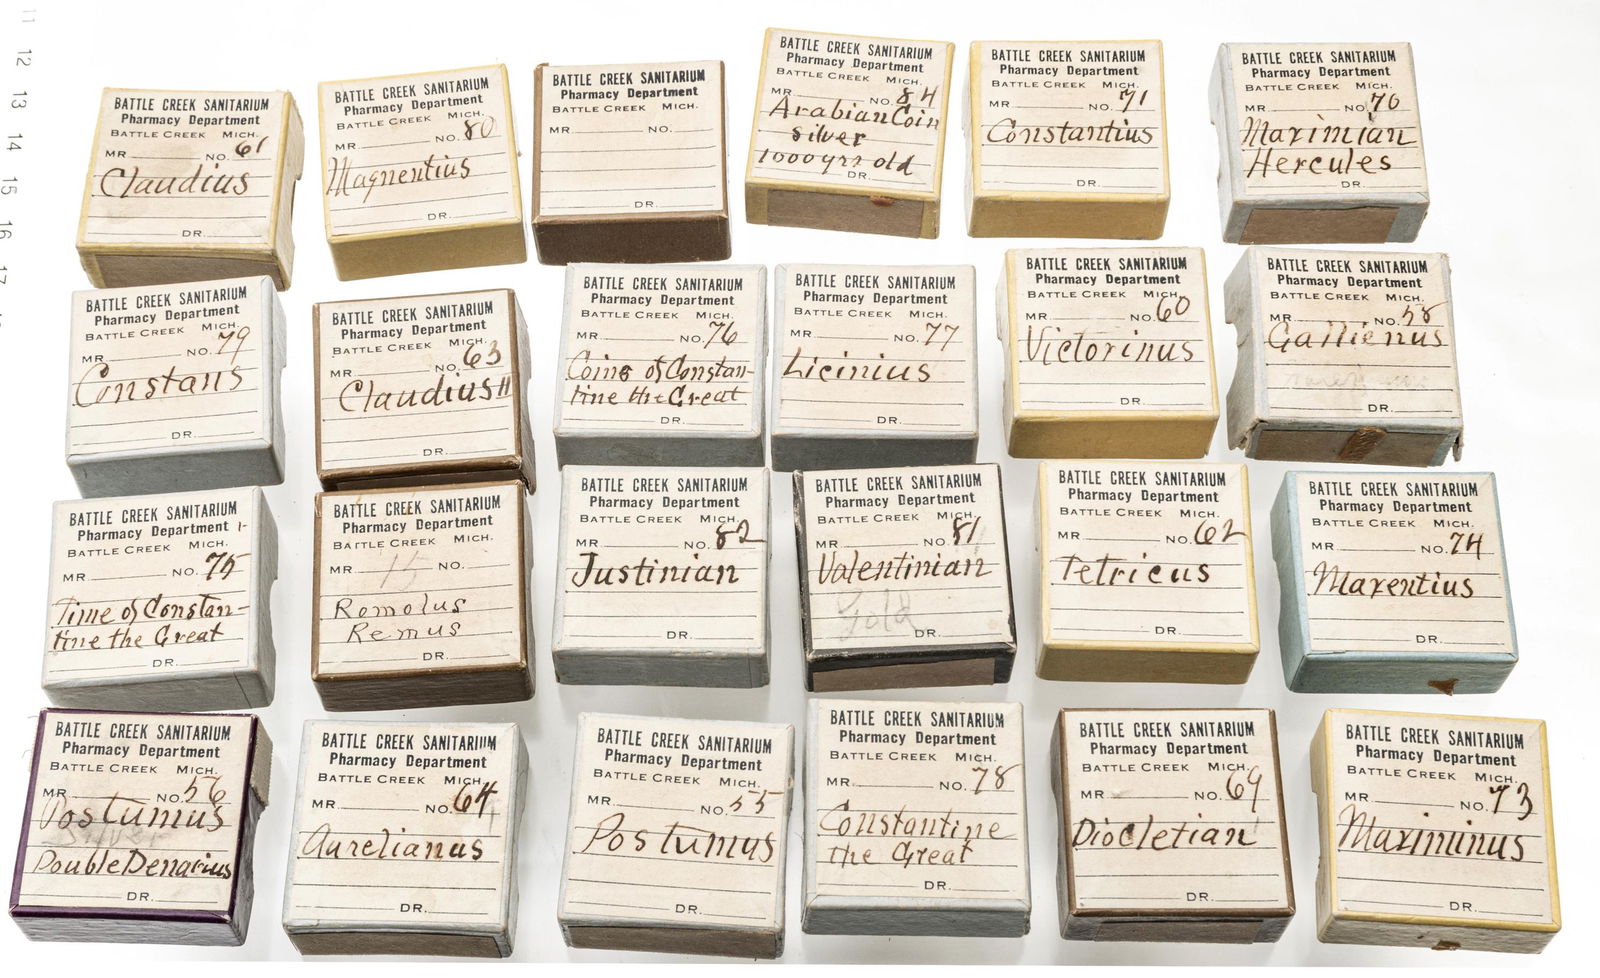 11
12
13
14
15
16
17
BATTLE CREEK SANITARIUM
Pharmacy Department
BATTLE CREEK MICH.
MR NO. 61
Claudius
DR.
BATTLE CREEK SANITARIUM
Pharmacy Department
BATTLE CREEK MICH.
MR NO. 80
Magnentius
DR.
BATTLE CREEK SANITARIUM
Pharmacy Department
BATTLE CREEK MICH.
MR NO.
DR.
BATTLE CREEK SANITARIUM
Pharmacy Department
BATTLE CREEK MICH.
MR NO. 84
Arabian Coin
silver
1000 yrs old
DR.
BATTLE CREEK SANITARIUM
Pharmacy Department
BATTLE CREEK MICH.
MR NO. 71
Constantius
DR.
BATTLE CREEK SANITARIUM
Pharmacy Department
BATTLE CREEK MICH.
MR NO. 70
Maximian
Hercules
DR.
BATTLE CREEK SANITARIUM
Pharmacy Department
BATTLE CREEK MICH.
MR NO. 79
Constans
DR.
BATTLE CREEK SANITARIUM
Pharmacy Department
BATTLE CREEK MICH.
MR NO. 63
Claudius II
DR.
BATTLE CREEK SANITARIUM
Pharmacy Department
BATTLE CREEK MICH.
MR NO. 76
Coins of Constan-
tine the Great
DR.
BATTLE CREEK SANITARIUM
Pharmacy Department
BATTLE CREEK MICH.
MR NO. 77
Licinius
DR.
BATTLE CREEK SANITARIUM
Pharmacy Department
BATTLE CREEK MICH.
MR NO. 60
Victorinus
DR.
BATTLE CREEK SANITARIUM
Pharmacy Department
BATTLE CREEK MICH.
MR NO. 58
Gallienus
DR.
BATTLE CREEK SANITARIUM
Pharmacy Department
BATTLE CREEK MICH.
MR NO. 75
Time of Constan-
tine the Great
DR.
BATTLE CREEK SANITARIUM
Pharmacy Department
BATTLE CREEK MICH.
MR 15 NO.
Romolus
Remus
DR.
BATTLE CREEK SANITARIUM
Pharmacy Department
BATTLE CREEK MICH.
MR NO. 82
Justinian
DR.
BATTLE CREEK SANITARIUM
Pharmacy Department
BATTLE CREEK MICH.
MR NO. 81
Valentinian
Gold
DR.
BATTLE CREEK SANITARIUM
Pharmacy Department
BATTLE CREEK MICH.
MR NO. 62
Tetricus
DR.
BATTLE CREEK SANITARIUM
Pharmacy Department
BATTLE CREEK MICH.
MR NO. 74
Maxentius
DR.
BATTLE CREEK SANITARIUM
Pharmacy Department
BATTLE CREEK MICH.
MR NO. 56
Postumus
silver
Double Denarius
DR.
BATTLE CREEK SANITARIUM
Pharmacy Department
BATTLE CREEK MICH.
MR NO. 64
Aurelianus
DR.
BATTLE CREEK SANITARIUM
Pharmacy Department
BATTLE CREEK MICH.
MR NO. 55
Postumus
DR.
BATTLE CREEK SANITARIUM
Pharmacy Department
BATTLE CREEK MICH.
MR NO. 78
Constantine
the Great
DR.
BATTLE CREEK SANITARIUM
Pharmacy Department
BATTLE CREEK MICH.
MR NO. 69
Diocletian
DR.
BATTLE CREEK SANITARIUM
Pharmacy Department
BATTLE CREEK MICH.
MR NO. 73
Maximinus
DR.